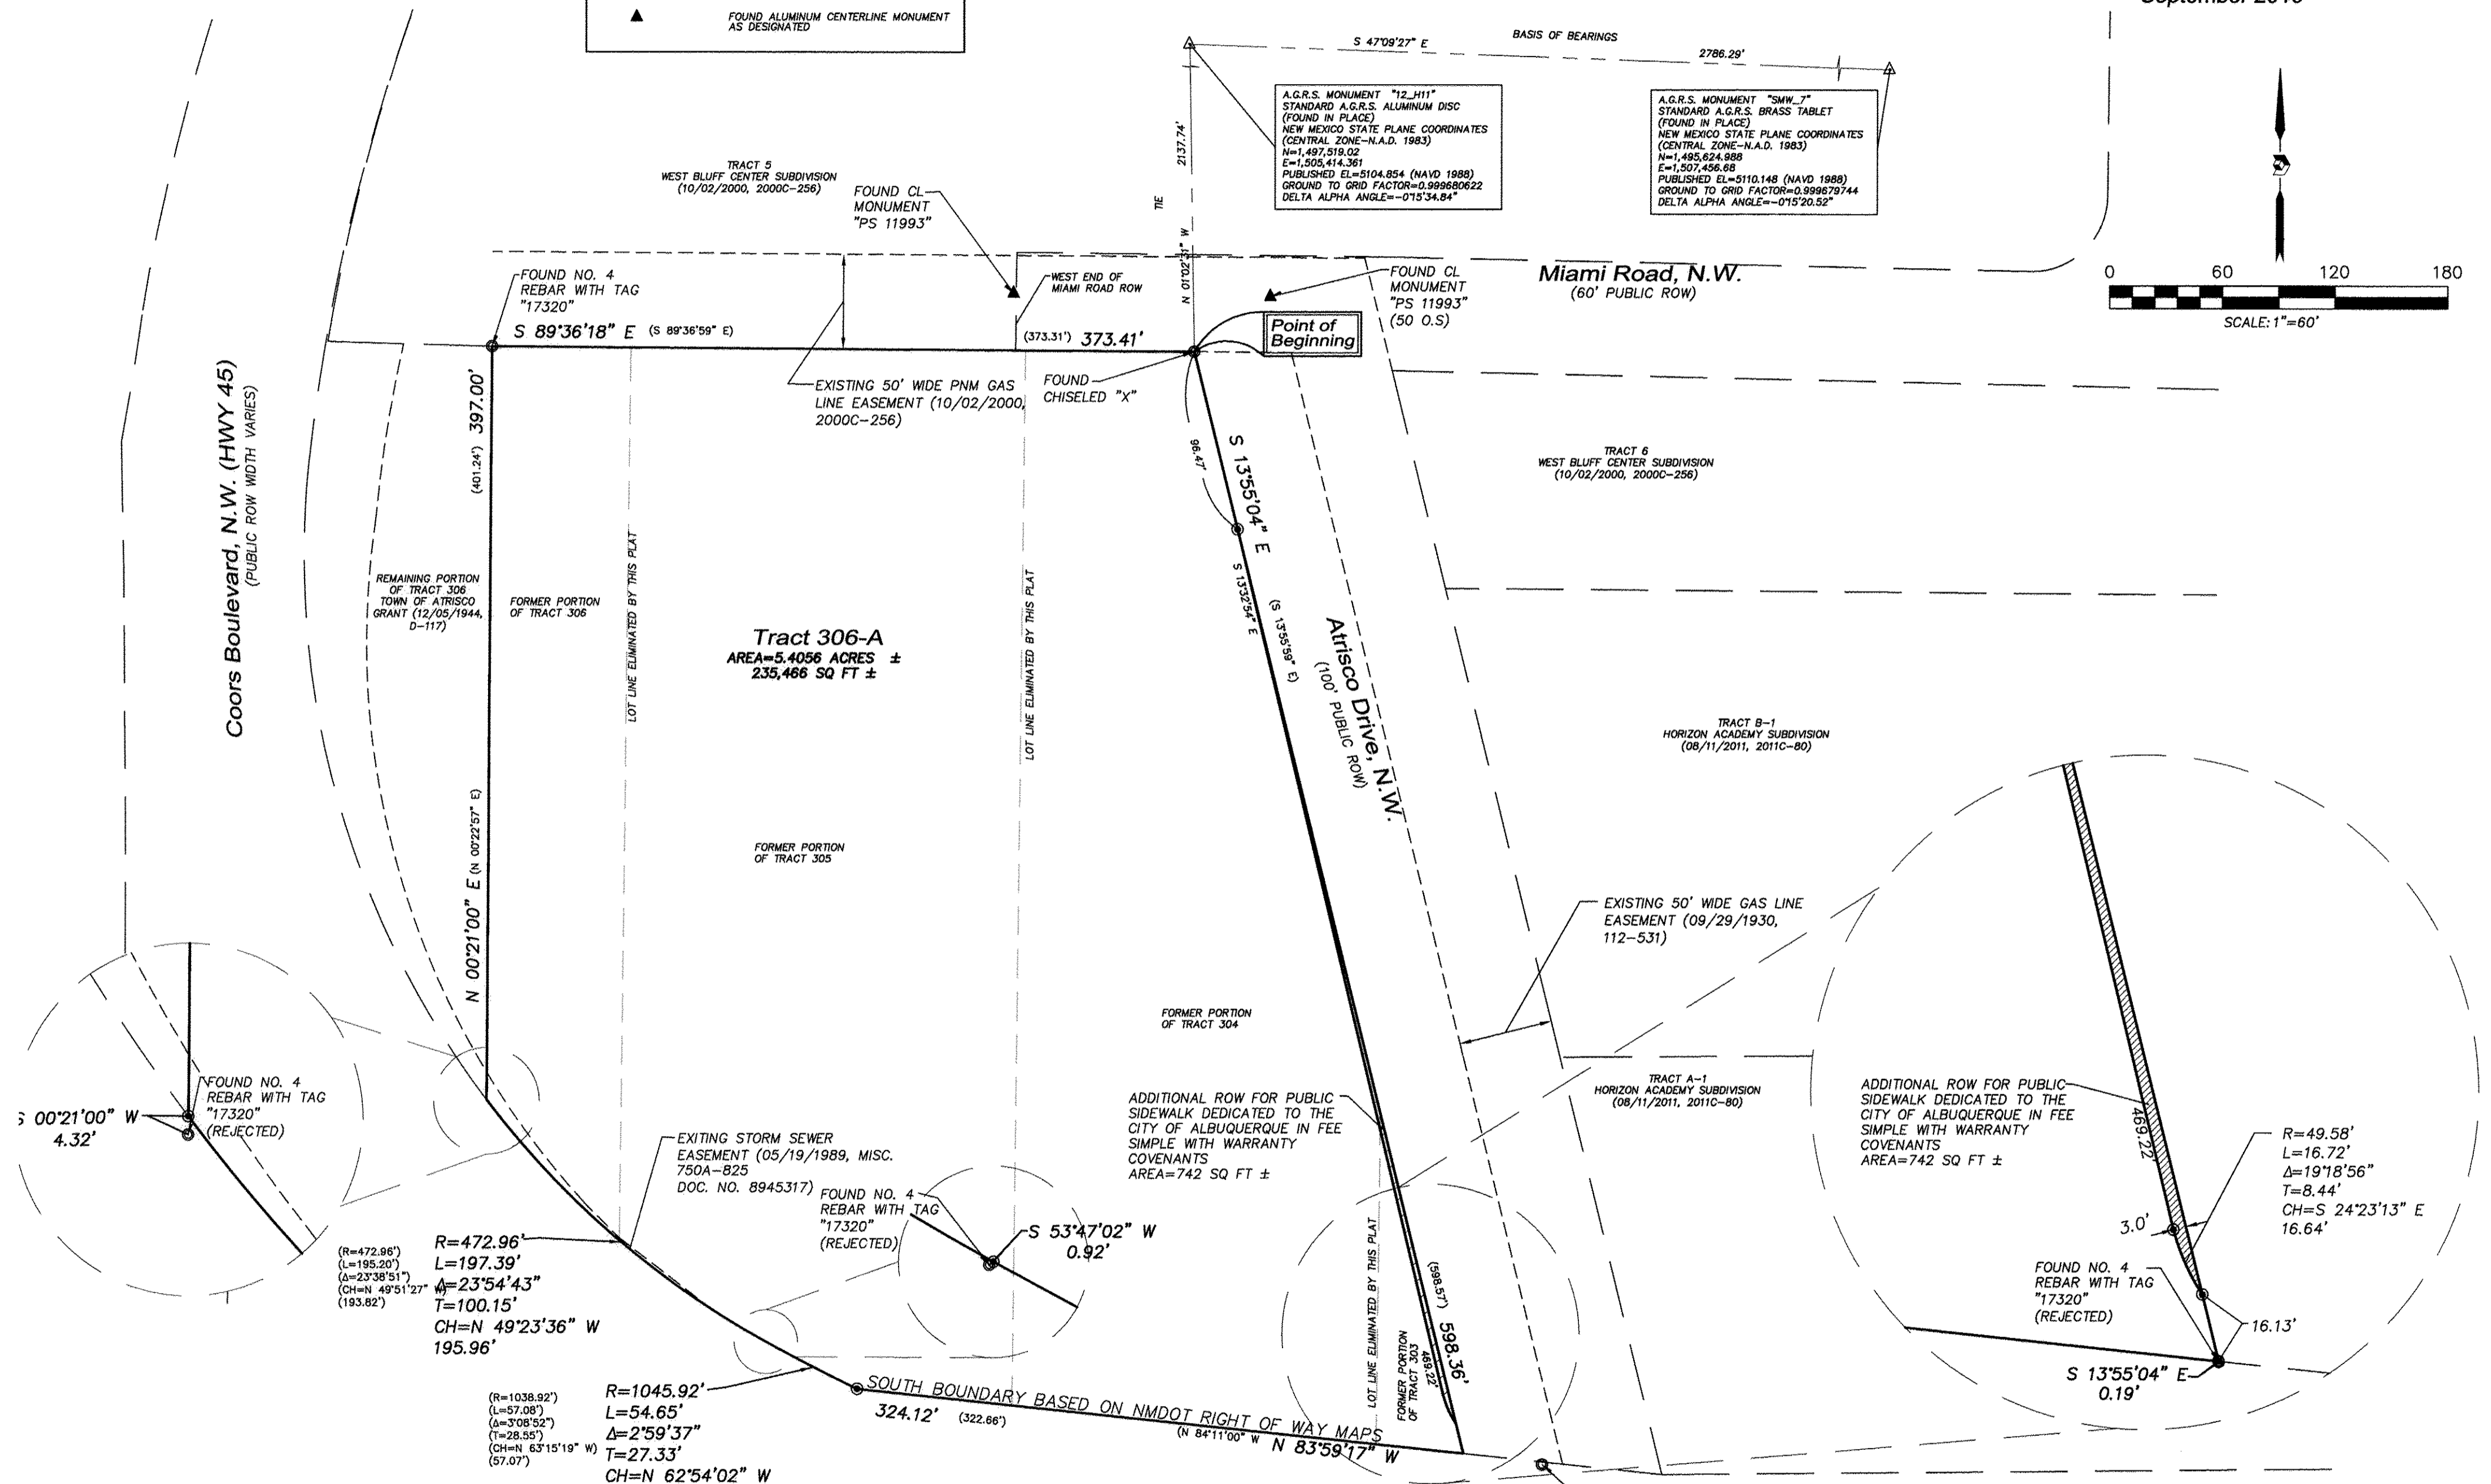 FOUND ALUMINUM CENTERLINE MONUMENT
AS DESIGNATED
S 47°09'27" E
BASIS OF BEARINGS
2786.29'
A.G.R.S. MONUMENT "12_H11"
STANDARD A.G.R.S. ALUMINUM DISC
(FOUND IN PLACE)
NEW MEXICO STATE PLANE COORDINATES
(CENTRAL ZONE-N.A.D. 1983)
N=1,497,519.02
E=1,505,414.361
PUBLISHED EL=5104.854 (NAVD 1988)
GROUND TO GRID FACTOR=0.999680622
DELTA ALPHA ANGLE=-0°15'34.84"
A.G.R.S. MONUMENT "SMW_7"
STANDARD A.G.R.S. BRASS TABLET
(FOUND IN PLACE)
NEW MEXICO STATE PLANE COORDINATES
(CENTRAL ZONE-N.A.D. 1983)
N=1,495,624.988
E=1,507,456.68
PUBLISHED EL=5110.148 (NAVD 1988)
GROUND TO GRID FACTOR=0.999679744
DELTA ALPHA ANGLE=-0°15'20.52"
0 60 120 180
SCALE: 1"=60'
TRACT 5
WEST BLUFF CENTER SUBDIVISION
(10/02/2000, 2000C-256)
FOUND CL
MONUMENT
"PS 11993"
TIE
2137.74'
N 01°02'31" W
FOUND NO. 4
REBAR WITH TAG
"17320"
WEST END OF
MIAMI ROAD ROW
FOUND CL
MONUMENT
"PS 11993"
(50 O.S)
Miami Road, N.W.
(60' PUBLIC ROW)
S 89°36'18" E (S 89°36'59" E)
(373.31') 373.41'
Point of
Beginning
EXISTING 50' WIDE PNM GAS
LINE EASEMENT (10/02/2000,
2000C-256)
FOUND
CHISELED "X"
Coors Boulevard, N.W. (HWY 45)
(PUBLIC ROW WIDTH VARIES)
(401.24') 397.00'
N 00°21'00" E (N 00°22'57" E)
96.47'
S 13°55'04" E
S 13°32'54" E
(S 13°55'59" E)
Atrisco Drive, N.W.
(100' PUBLIC ROW)
TRACT 6
WEST BLUFF CENTER SUBDIVISION
(10/02/2000, 2000C-256)
REMAINING PORTION
OF TRACT 306
TOWN OF ATRISCO
GRANT (12/05/1944,
D-117)
FORMER PORTION
OF TRACT 306
LOT LINE ELIMINATED BY THIS PLAT
Tract 306-A
AREA=5.4056 ACRES ±
235,466 SQ FT ±
LOT LINE ELIMINATED BY THIS PLAT
TRACT B-1
HORIZON ACADEMY SUBDIVISION
(08/11/2011, 2011C-80)
FORMER PORTION
OF TRACT 305
EXISTING 50' WIDE GAS LINE
EASEMENT (09/29/1930,
112-531)
FORMER PORTION
OF TRACT 304
TRACT A-1
HORIZON ACADEMY SUBDIVISION
(08/11/2011, 2011C-80)
ADDITIONAL ROW FOR PUBLIC
SIDEWALK DEDICATED TO THE
CITY OF ALBUQUERQUE IN FEE
SIMPLE WITH WARRANTY
COVENANTS
AREA=742 SQ FT ±
FOUND NO. 4
REBAR WITH TAG
"17320"
(REJECTED)
S 00°21'00" W
4.32'
EXITING STORM SEWER
EASEMENT (05/19/1989, MISC.
750A-825
DOC. NO. 8945317)
FOUND NO. 4
REBAR WITH TAG
"17320"
(REJECTED)
S 53°47'02" W
0.92'
(R=472.96')
(L=195.20')
(Δ=23°38'51")
(CH=N 49°51'27" W)
(193.82')
R=472.96'
L=197.39'
Δ=23°54'43"
T=100.15'
CH=N 49°23'36" W
195.96'
(R=1038.92')
(L=57.08')
(Δ=3°08'52")
(T=28.55')
(CH=N 63°15'19" W)
(57.07')
R=1045.92'
L=54.65'
Δ=2°59'37"
T=27.33'
CH=N 62°54'02" W
SOUTH BOUNDARY BASED ON NMDOT RIGHT OF WAY MAPS
324.12' (322.66')
(N 84°11'00" W N 83°59'17" W
LOT LINE ELIMINATED BY THIS PLAT
FORMER PORTION
OF TRACT 303
469.22'
(598.57') 598.36'
ADDITIONAL ROW FOR PUBLIC
SIDEWALK DEDICATED TO THE
CITY OF ALBUQUERQUE IN FEE
SIMPLE WITH WARRANTY
COVENANTS
AREA=742 SQ FT ±
469.22'
R=49.58'
L=16.72'
Δ=19°18'56"
T=8.44'
CH=S 24°23'13" E
16.64'
3.0'
FOUND NO. 4
REBAR WITH TAG
"17320"
(REJECTED)
16.13'
S 13°55'04" E
0.19'